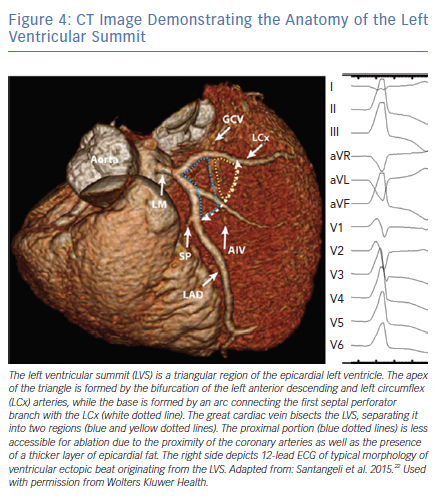 Figure 4: CT Image Demonstrating the Anatomy of the Left
Ventricular Summit
GCV
LCx
Aorta
LM
SP
AIV
LAD
I
II
III
aVR
aVL
aVF
V1
V2
V3
V4
V5
V6
The left ventricular summit (LVS) is a triangular region of the epicardial left ventricle. The apex
of the triangle is formed by the bifurcation of the left anterior descending and left circumflex
(LCx) arteries, while the base is formed by an arc connecting the first septal perforator
branch with the LCx (white dotted line). The great cardiac vein bisects the LVS, separating it
into two regions (blue and yellow dotted lines). The proximal portion (blue dotted lines) is less
accessible for ablation due to the proximity of the coronary arteries as well as the presence
of a thicker layer of epicardial fat. The right side depicts 12-lead ECG of typical morphology of
ventricular ectopic beat originating from the LVS. Adapted from: Santangeli et al. 2015.²² Used
with permission from Wolters Kluwer Health.